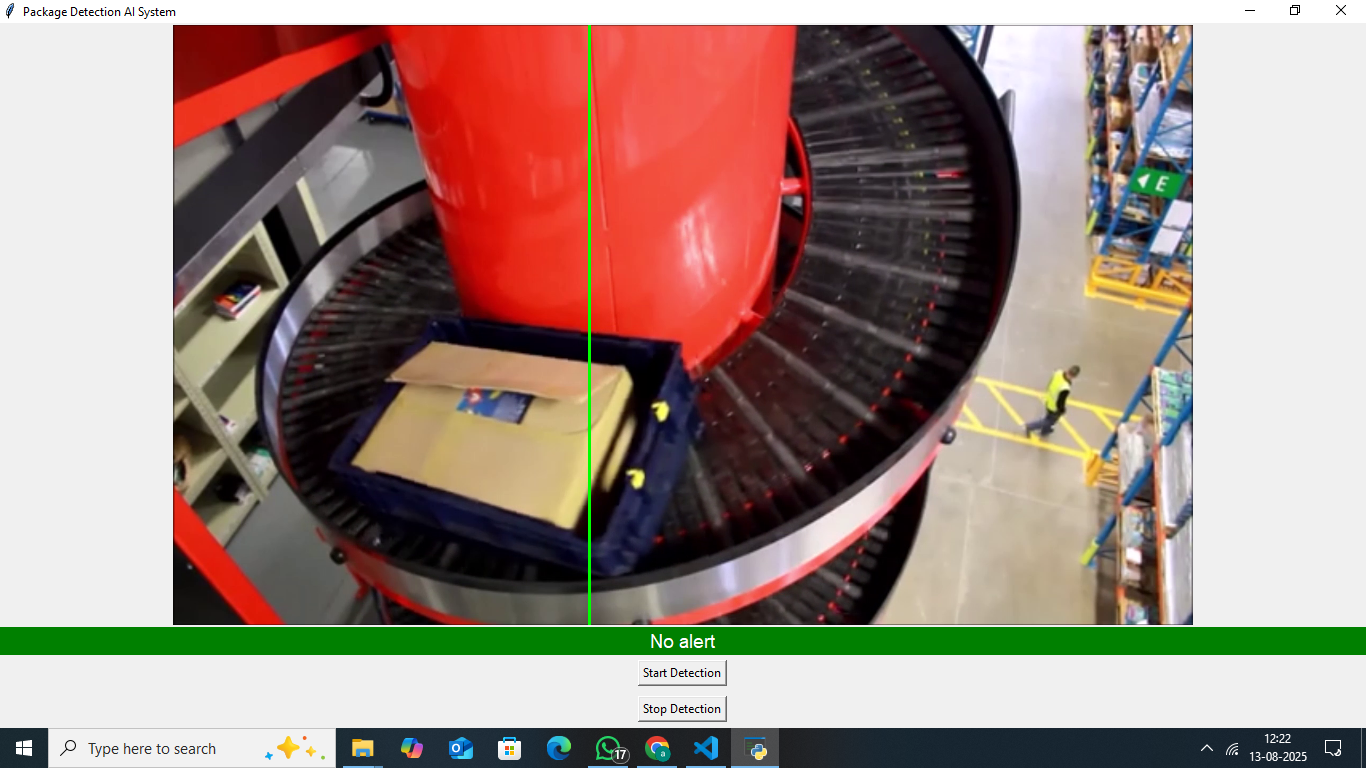 Package Detection AI System
E
No alert
Start Detection
Stop Detection
Type here to search
17
a
12:22
13-08-2025